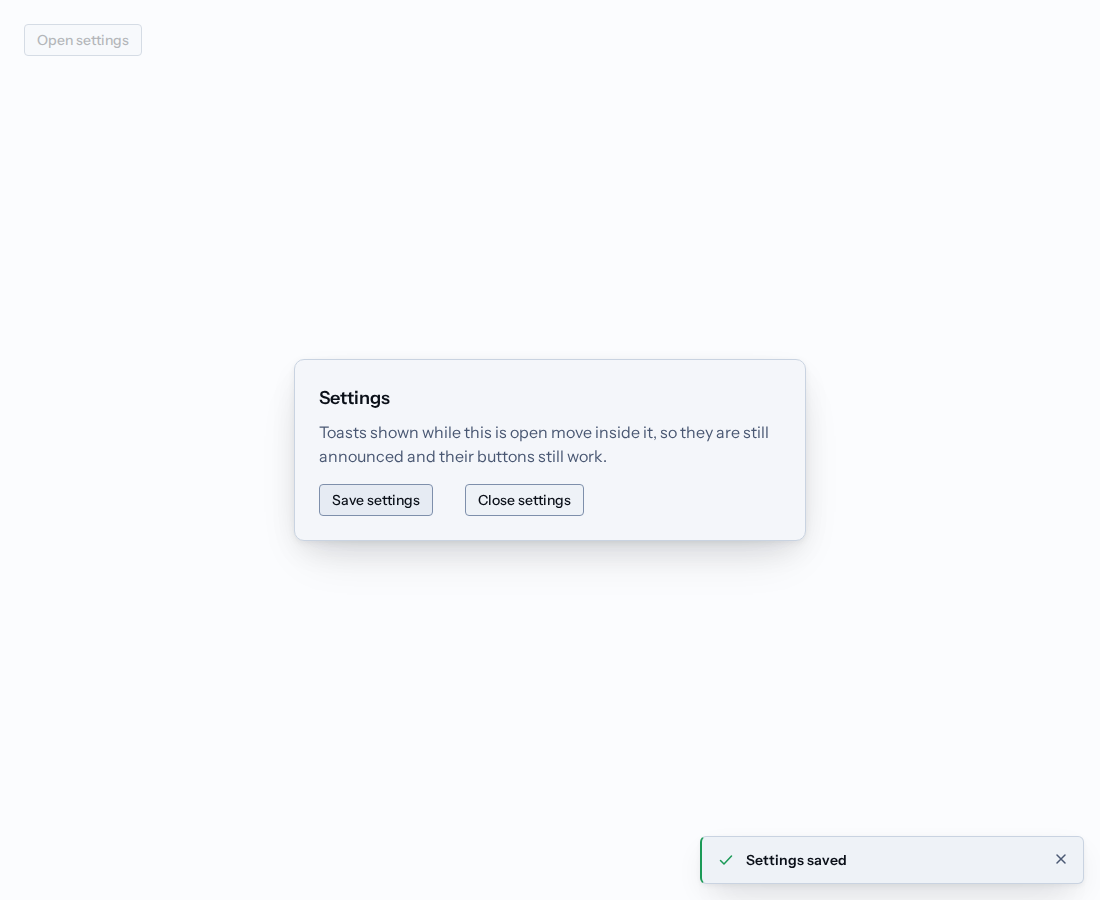 Open settings
Settings
Toasts shown while this is open move inside it, so they are still
announced and their buttons still work.
Save settings
Close settings
Settings saved